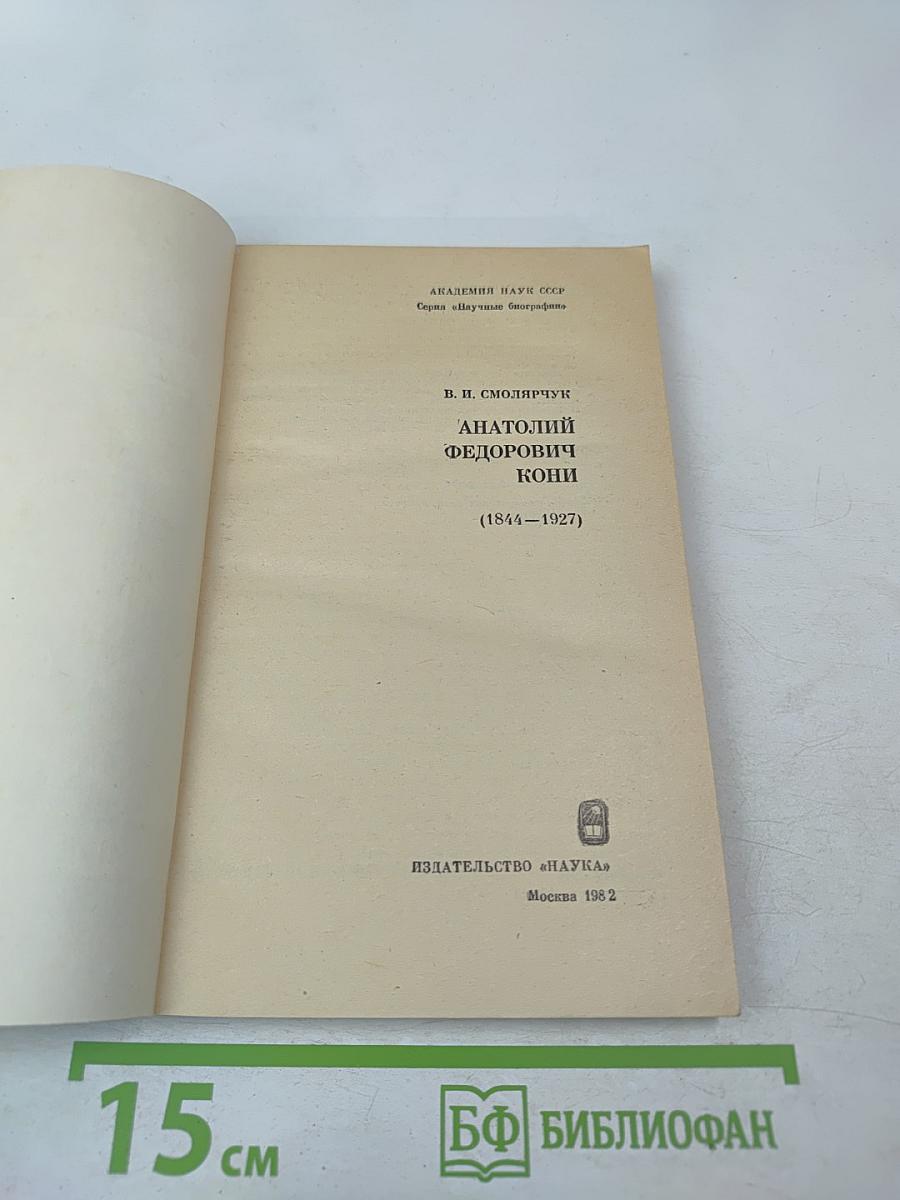 АКАДЕМИЯ НАУК СССР
Серия «Научные биографии»
В. И. СМОЛЯРЧУК
АНАТОЛИЙ
ФЕДОРОВИЧ
КОНИ
(1844—1927)
ИЗДАТЕЛЬСТВО «НАУКА»
Москва 1982
15 см
БФ БИБЛИОФАН